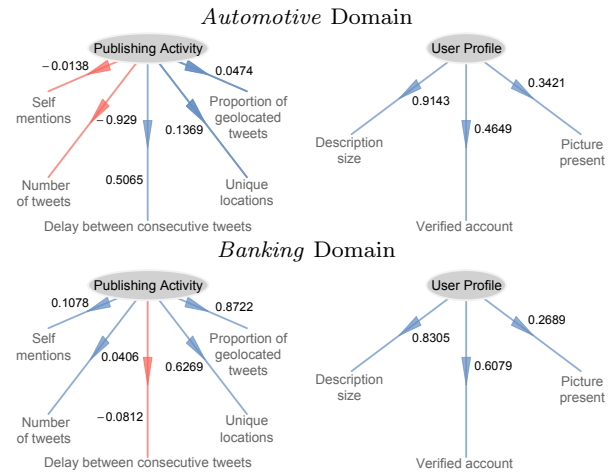 Automotive Domain
Publishing Activity
−0.0138
0.0474
Self
mentions
Proportion of
geolocated
tweets
−0.929
0.1369
0.5065
Number
of tweets
Unique
locations
Delay between consecutive tweets
User Profile
0.3421
0.9143
0.4649
Description
size
Picture
present
Verified account
Banking Domain
Publishing Activity
0.1078
0.8722
Self
mentions
Proportion of
geolocated
tweets
0.0406
0.6269
−0.0812
Number
of tweets
Unique
locations
Delay between consecutive tweets
User Profile
0.2689
0.8305
0.6079
Description
size
Picture
present
Verified account